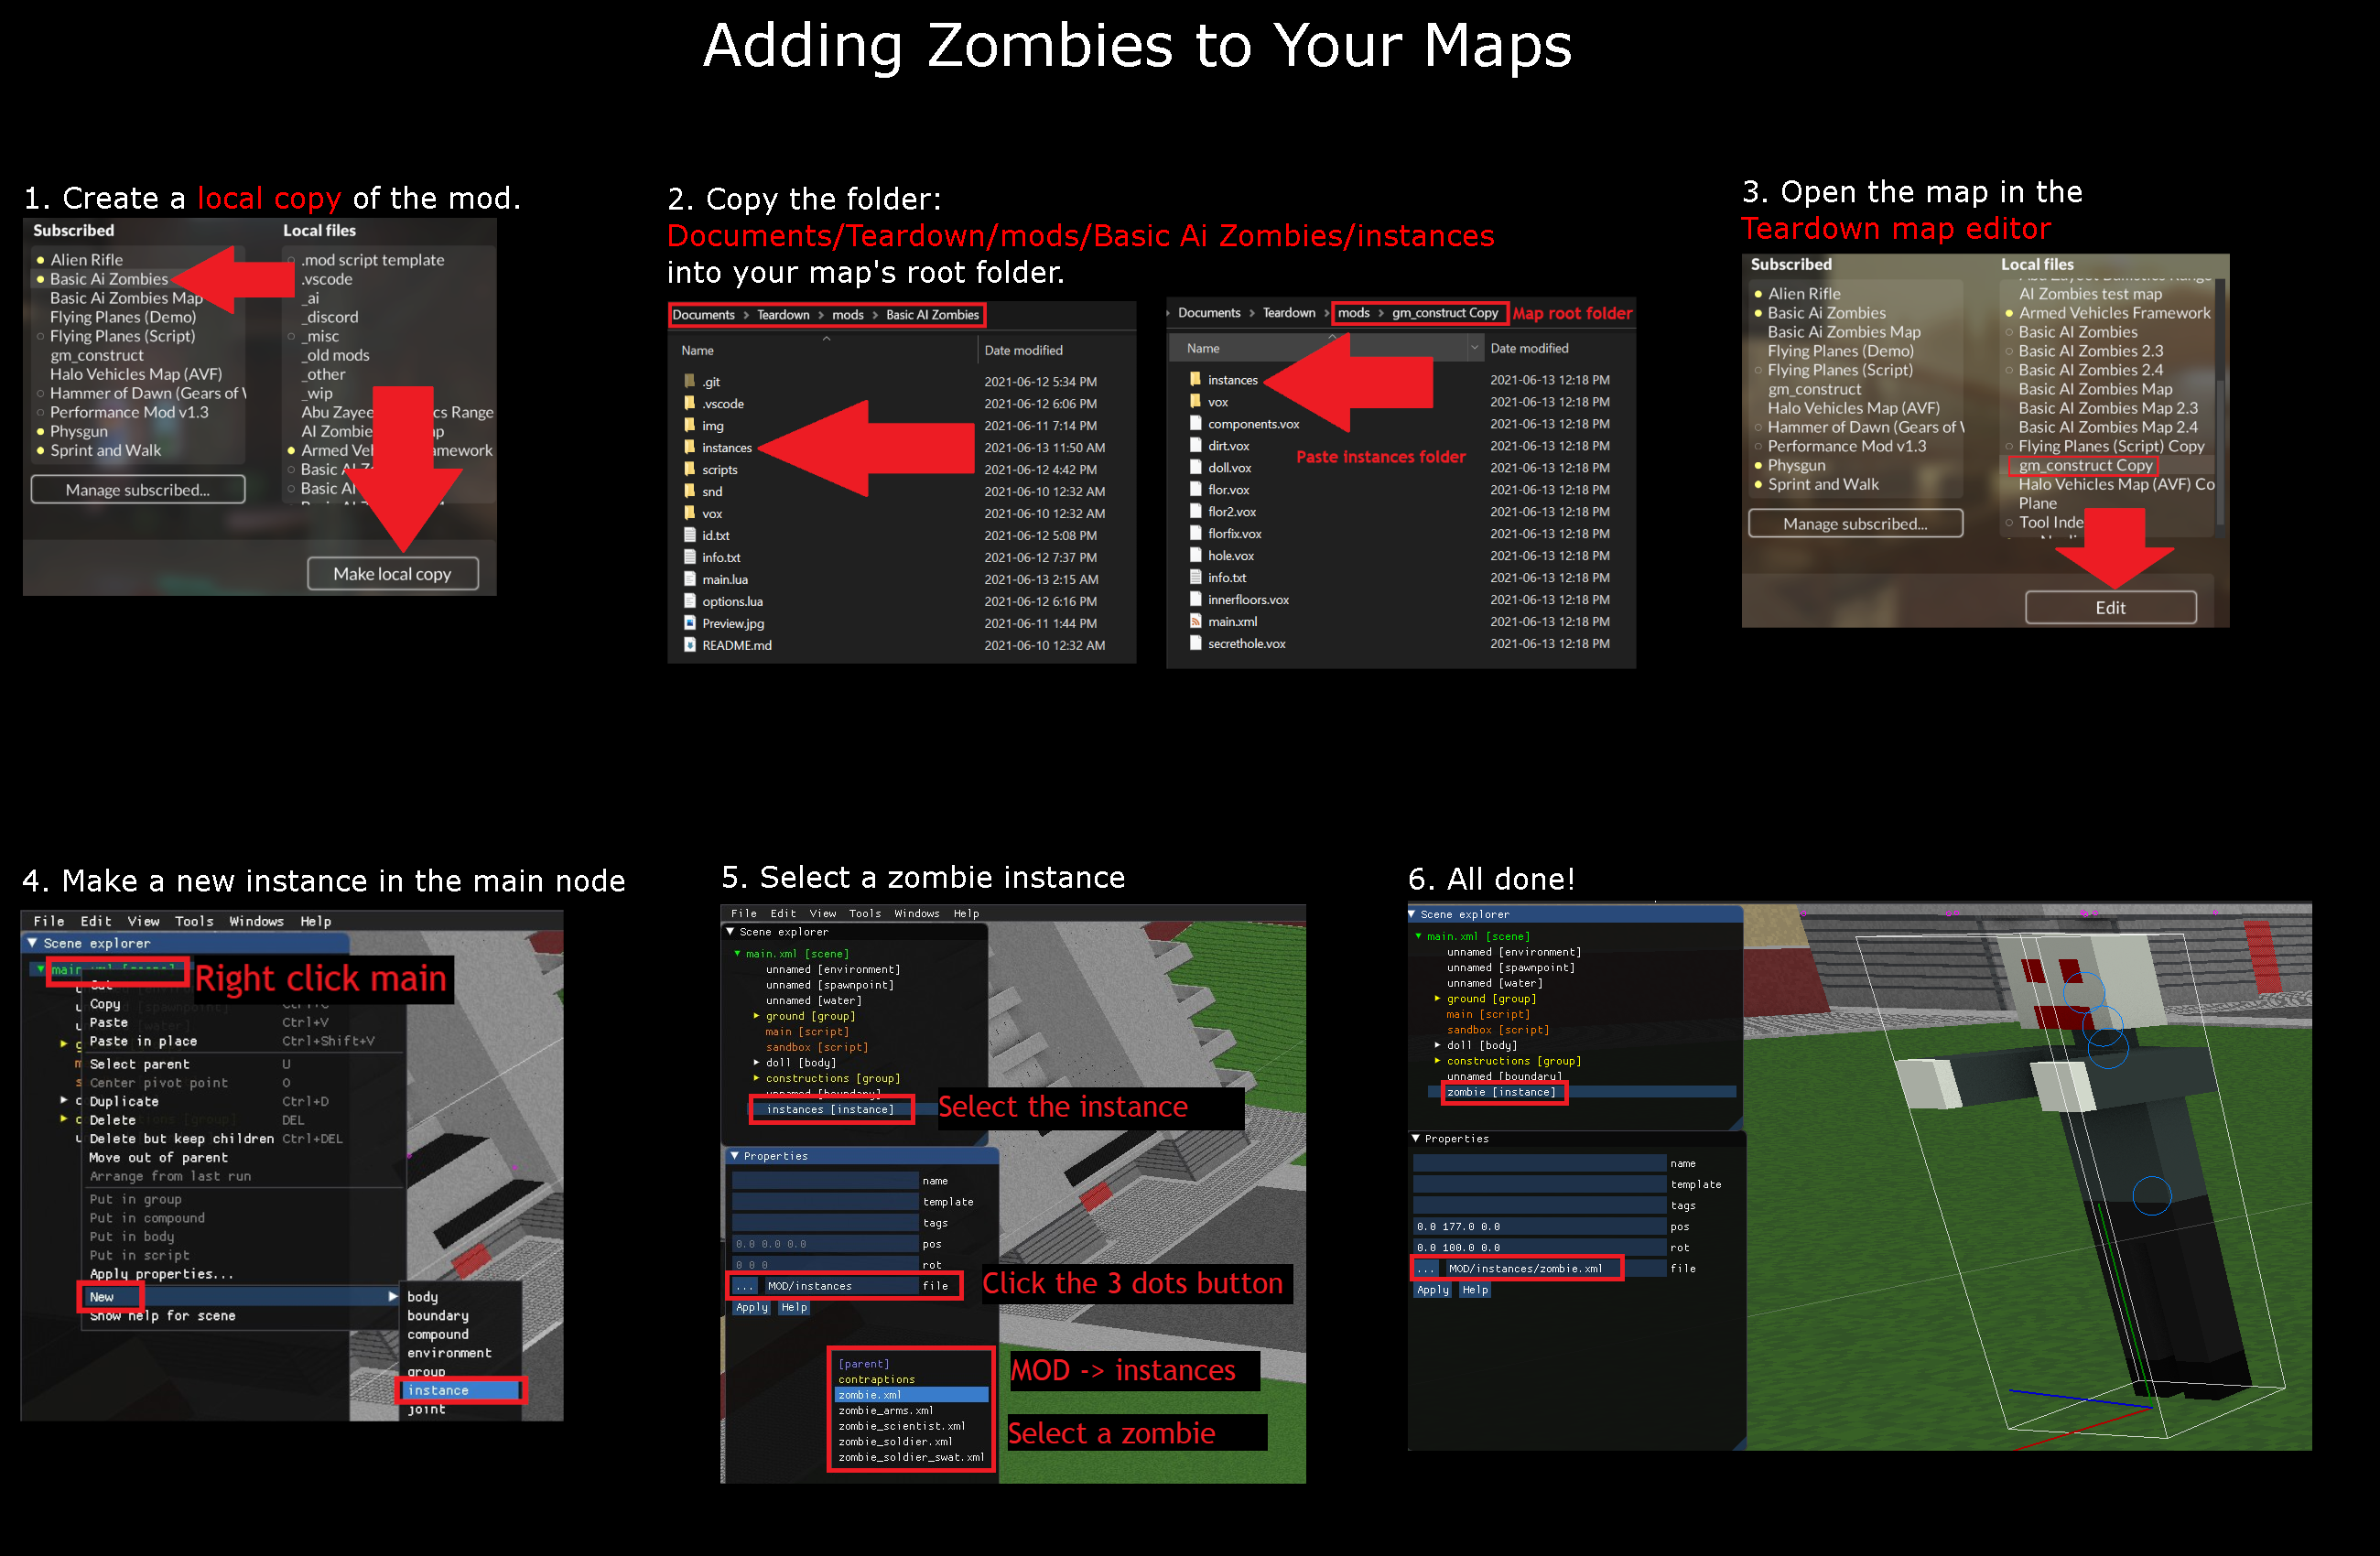 Adding Zombies to Your Maps
1. Create a local copy of the mod.
Subscribed
Alien Rifle
Basic Ai Zombies
Basic Ai Zombies Map
Flying Planes (Demo)
Flying Planes (Script)
gm_construct
Halo Vehicles Map (AVF)
Hammer of Dawn (Gears of
Performance Mod v1.3
Physgun
Sprint and Walk
Manage subscribed...
Local files
.mod script template
.vscode
_ai
_discord
_misc
_old mods
_other
_wip
Abu Zayee cs Range
AI Zombie p
Armed Vel mework
Basic
Basic AI
Make local copy
2. Copy the folder:
Documents/Teardown/mods/Basic Ai Zombies/instances
into your map's root folder.
Documents > Teardown > mods > Basic AI Zombies
Name Date modified
.git 2021-06-12 5:34 PM
.vscode 2021-06-12 6:06 PM
img 2021-06-11 7:14 PM
instances 2021-06-13 11:50 AM
scripts 2021-06-12 4:42 PM
snd 2021-06-10 12:32 AM
vox 2021-06-10 12:32 AM
id.txt 2021-06-12 5:08 PM
info.txt 2021-06-12 7:37 PM
main.lua 2021-06-13 2:15 AM
options.lua 2021-06-12 6:16 PM
Preview.jpg 2021-06-11 1:44 PM
README.md 2021-06-10 12:32 AM
> Documents > Teardown > mods > gm_construct Copy Map root folder
Name Date modified
instances 2021-06-13 12:18 PM
vox 2021-06-13 12:18 PM
components.vox 2021-06-13 12:18 PM
dirt.vox 2021-06-13 12:18 PM
Paste instances folder
doll.vox 2021-06-13 12:18 PM
flor.vox 2021-06-13 12:18 PM
flor2.vox 2021-06-13 12:18 PM
florfix.vox 2021-06-13 12:18 PM
hole.vox 2021-06-13 12:18 PM
info.txt 2021-06-13 12:18 PM
innerfloors.vox 2021-06-13 12:18 PM
main.xml 2021-06-13 12:18 PM
secrethole.vox 2021-06-13 12:18 PM
3. Open the map in the
Teardown map editor
Subscribed
Alien Rifle
Basic Ai Zombies
Basic Ai Zombies Map
Flying Planes (Demo)
Flying Planes (Script)
gm_construct
Halo Vehicles Map (AVF)
Hammer of Dawn (Gears of
Performance Mod v1.3
Physgun
Sprint and Walk
Manage subscribed...
Local files
AI Zombies test map
Armed Vehicles Framework
Basic AI Zombies
Basic AI Zombies 2.3
Basic AI Zombies 2.4
Basic AI Zombies Map
Basic AI Zombies Map 2.3
Basic AI Zombies Map 2.4
Flying Planes (Script) Copy
gm_construct Copy
Halo Vehicles Map (AVF) Co
Plane
Tool Inde
Edit
4. Make a new instance in the main node
File Edit View Tools Windows Help
Scene explorer
main.xml [scene]
Right click main
Cut
Copy Ctrl+C
Paste Ctrl+V
Paste in place Ctrl+Shift+V
Select parent U
Center pivot point O
Duplicate Ctrl+D
Delete DEL
Delete but keep children Ctrl+DEL
Move out of parent
Arrange from last run
Put in group
Put in compound
Put in body
Put in script
Apply properties...
New
Show help for scene
body
boundary
compound
environment
group
instance
joint
5. Select a zombie instance
File Edit View Tools Windows Help
Scene explorer
main.xml [scene]
unnamed [environment]
unnamed [spawnpoint]
unnamed [water]
ground [group]
main [script]
sandbox [script]
doll [body]
constructions [group]
unnamed [boundary]
instances [instance]
Select the instance
Properties
name
template
tags
0.0 0.0 0.0 pos
0 0 0 rot
... MOD/instances file
Click the 3 dots button
Apply Help
[parent]
contraptions
zombie.xml
zombie_arms.xml
zombie_scientist.xml
zombie_soldier.xml
zombie_soldier_swat.xml
MOD -> instances
Select a zombie
6. All done!
Scene explorer
main.xml [scene]
unnamed [environment]
unnamed [spawnpoint]
unnamed [water]
ground [group]
main [script]
sandbox [script]
doll [body]
constructions [group]
unnamed [boundary]
zombie [instance]
Properties
name
template
tags
0.0 177.0 0.0 pos
0.0 100.0 0.0 rot
... MOD/instances/zombie.xml file
Apply Help